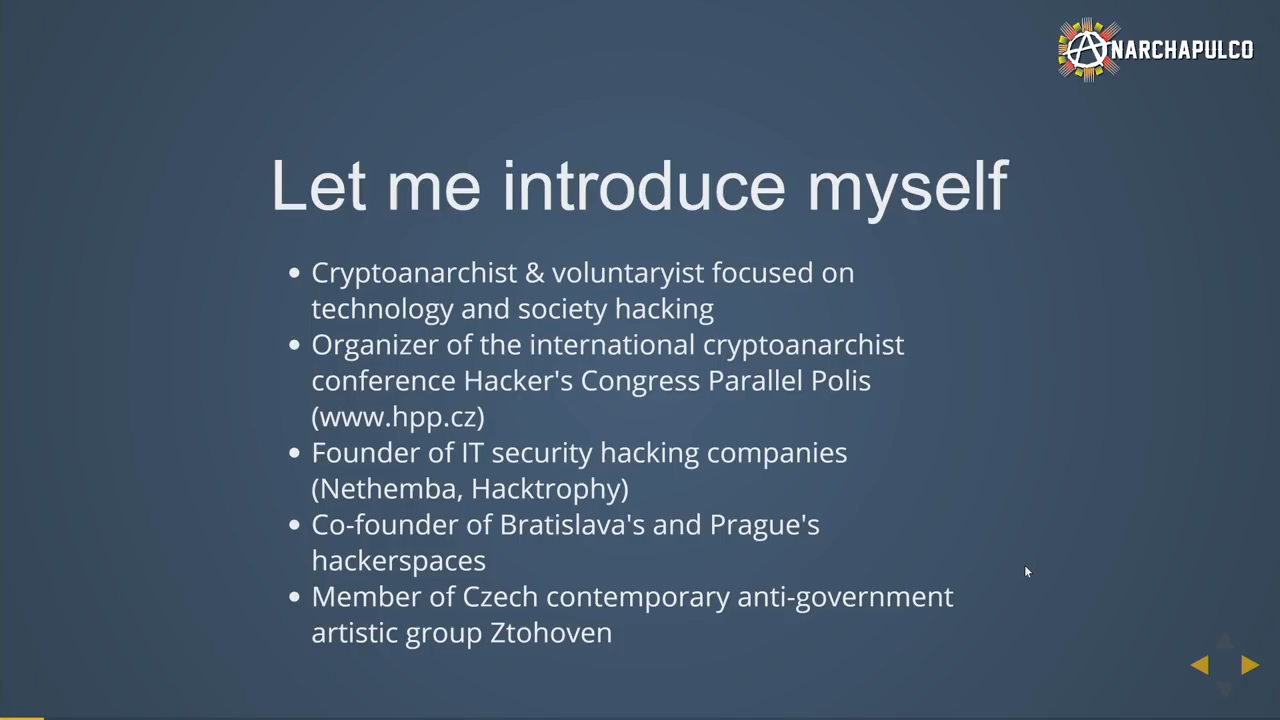 ANARCHAPULCO
Let me introduce myself
• Cryptoanarchist & voluntaryist focused on
technology and society hacking
• Organizer of the international cryptoanarchist
conference Hacker's Congress Parallel Polis
(www.hpp.cz)
• Founder of IT security hacking companies
(Nethemba, Hacktrophy)
• Co-founder of Bratislava's and Prague's
hackerspaces
• Member of Czech contemporary anti-government
artistic group Ztohoven